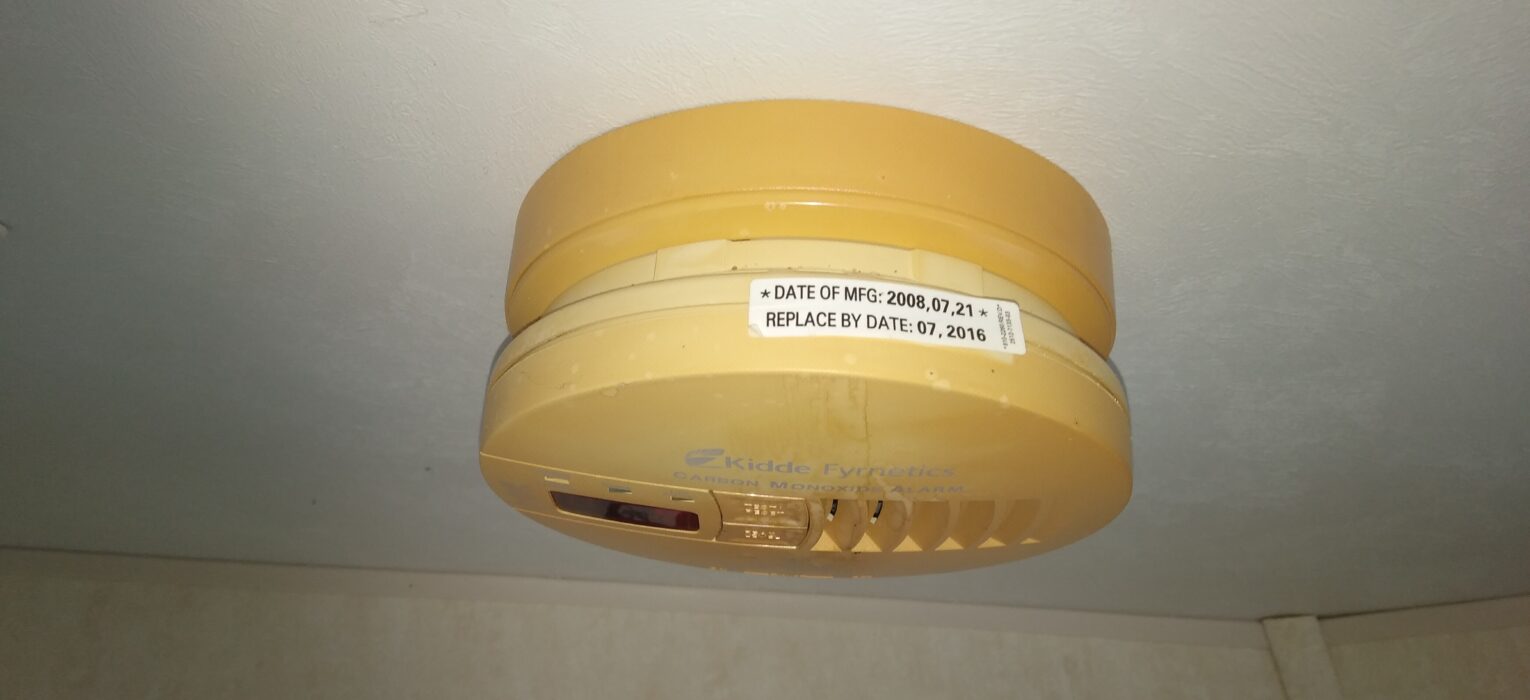 * DATE OF MFG: 2008,07,21 *
REPLACE BY DATE: 07, 2016
Kidde Fyrnetics
CARBON MONOXIDE ALARM